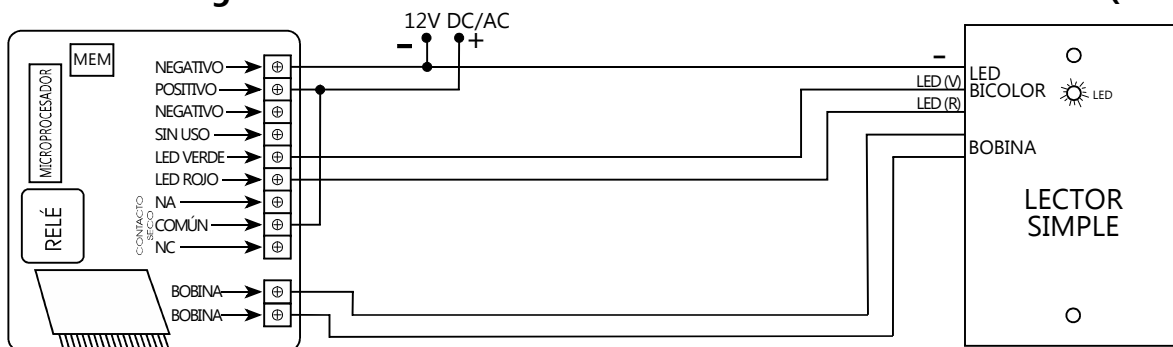 12V DC/AC
- +
MEM
MICROPROCESADOR
RELÉ
NEGATIVO
POSITIVO
NEGATIVO
SIN USO
LED VERDE
LED ROJO
NA
COMÚN
NC
CONTACTO
SECO
BOBINA
BOBINA
-
LED (V)
LED (R)
LED
BICOLOR
LED
BOBINA
LECTOR
SIMPLE